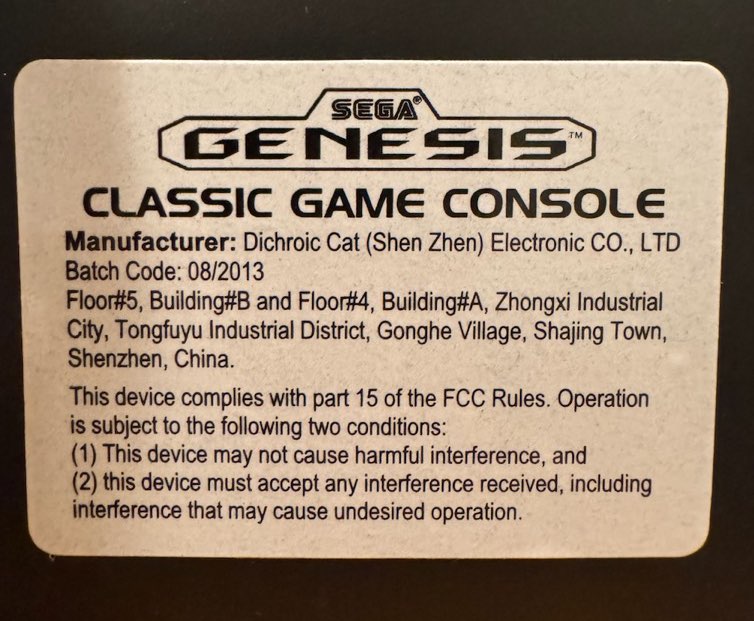 SEGA®
GENESIS™
CLASSIC GAME CONSOLE
Manufacturer: Dichroic Cat (Shen Zhen) Electronic CO., LTD
Batch Code: 08/2013
Floor#5, Building#B and Floor#4, Building#A, Zhongxi Industrial
City, Tongfuyu Industrial District, Gonghe Village, Shajing Town,
Shenzhen, China.
This device complies with part 15 of the FCC Rules. Operation
is subject to the following two conditions:
(1) This device may not cause harmful interference, and
(2) this device must accept any interference received, including
interference that may cause undesired operation.